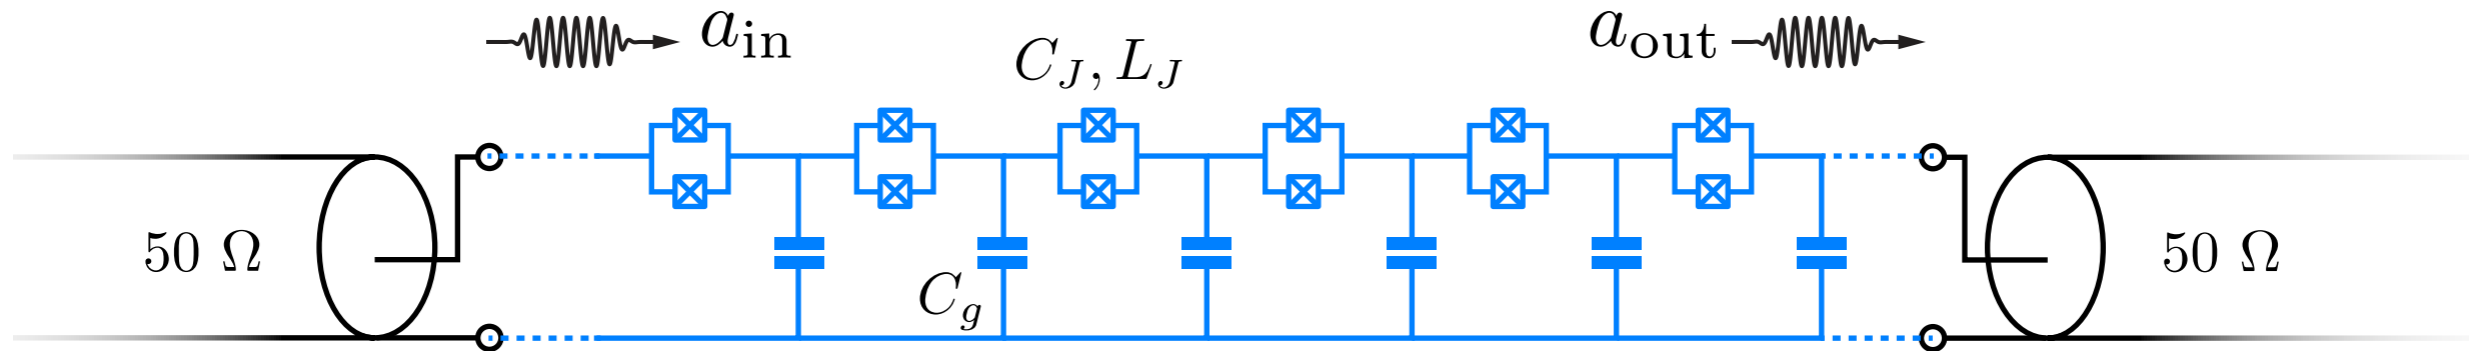 a_in
a_out
C_J, L_J
50 Ω
C_g
50 Ω